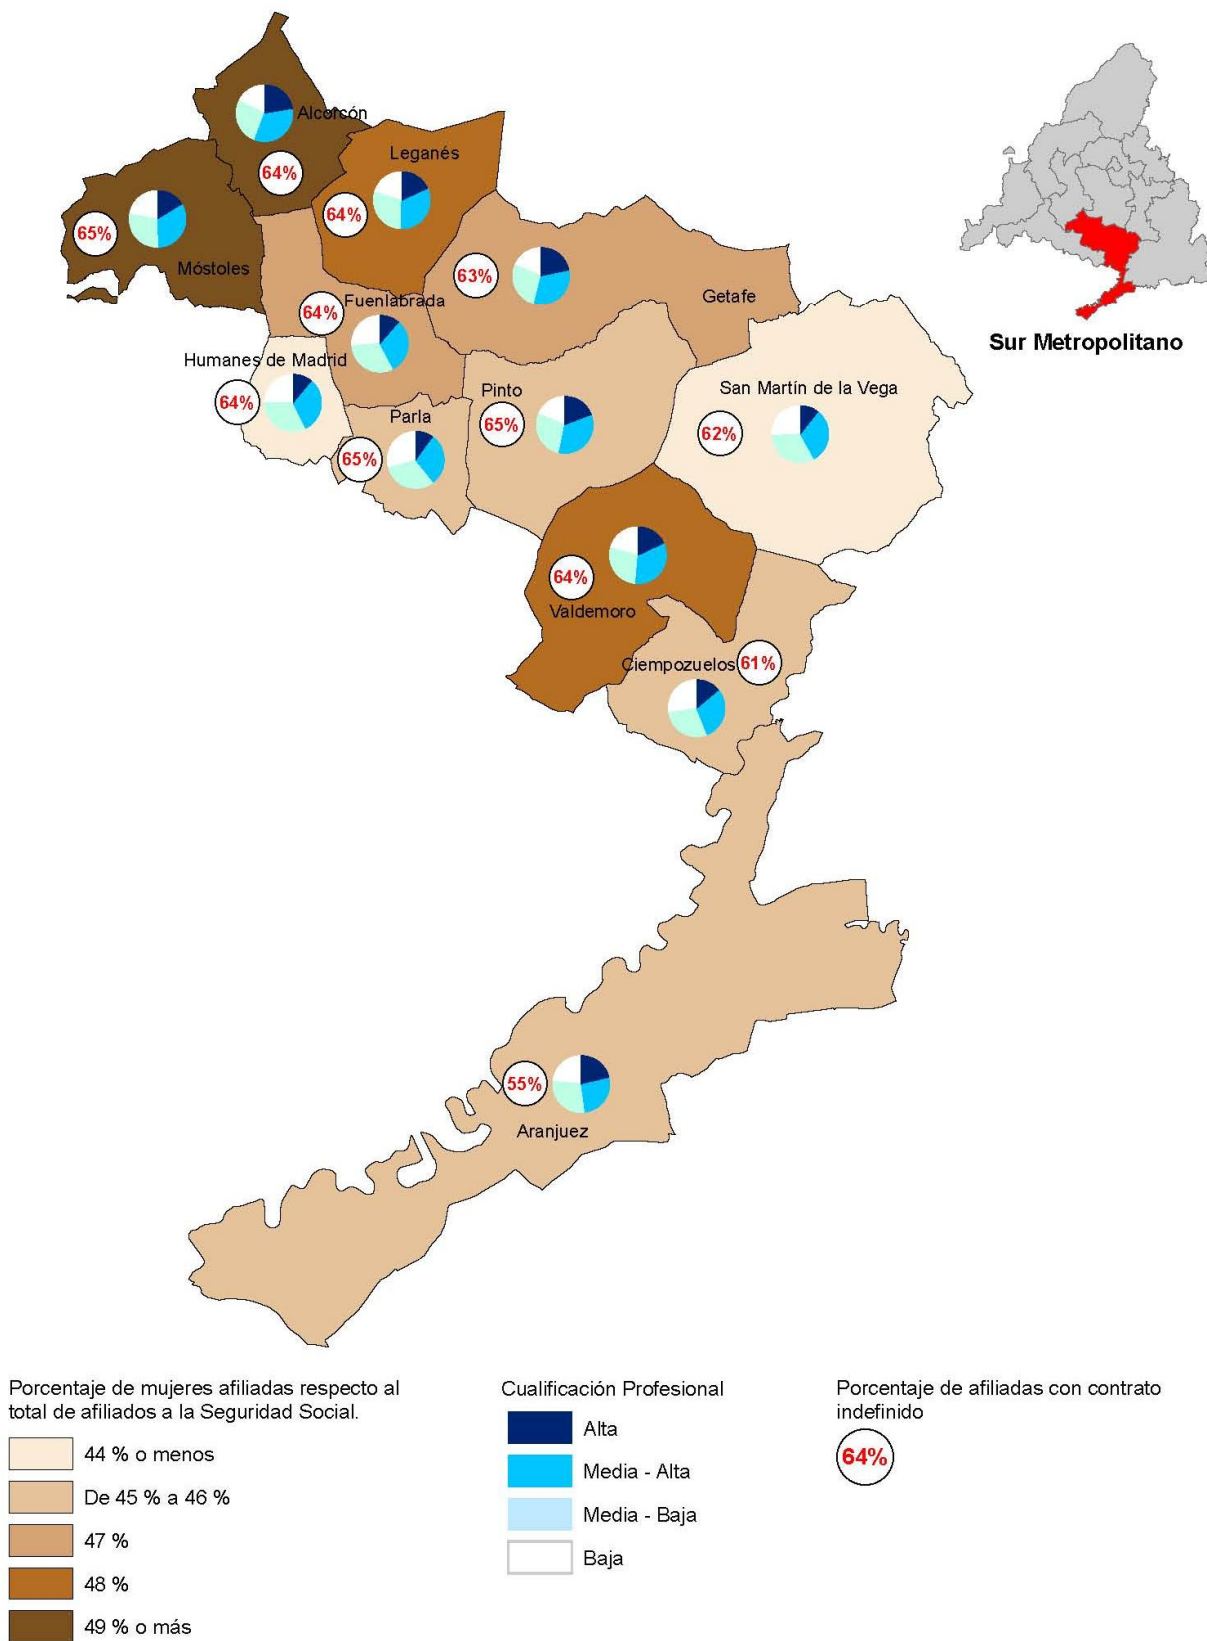 Alcorcón
64%
Leganés
64%
65%
Móstoles
63%
Getafe
Fuenlabrada
64%
Sur Metropolitano
Humanes de Madrid
64%
Pinto
65%
San Martín de la Vega
62%
Parla
65%
64%
Valdemoro
Ciempozuelos
61%
55%
Aranjuez
Porcentaje de mujeres afiliadas respecto al
total de afiliados a la Seguridad Social.
44 % o menos
De 45 % a 46 %
47 %
48 %
49 % o más
Cualificación Profesional
Alta
Media - Alta
Media - Baja
Baja
Porcentaje de afiliadas con contrato
indefinido
64%